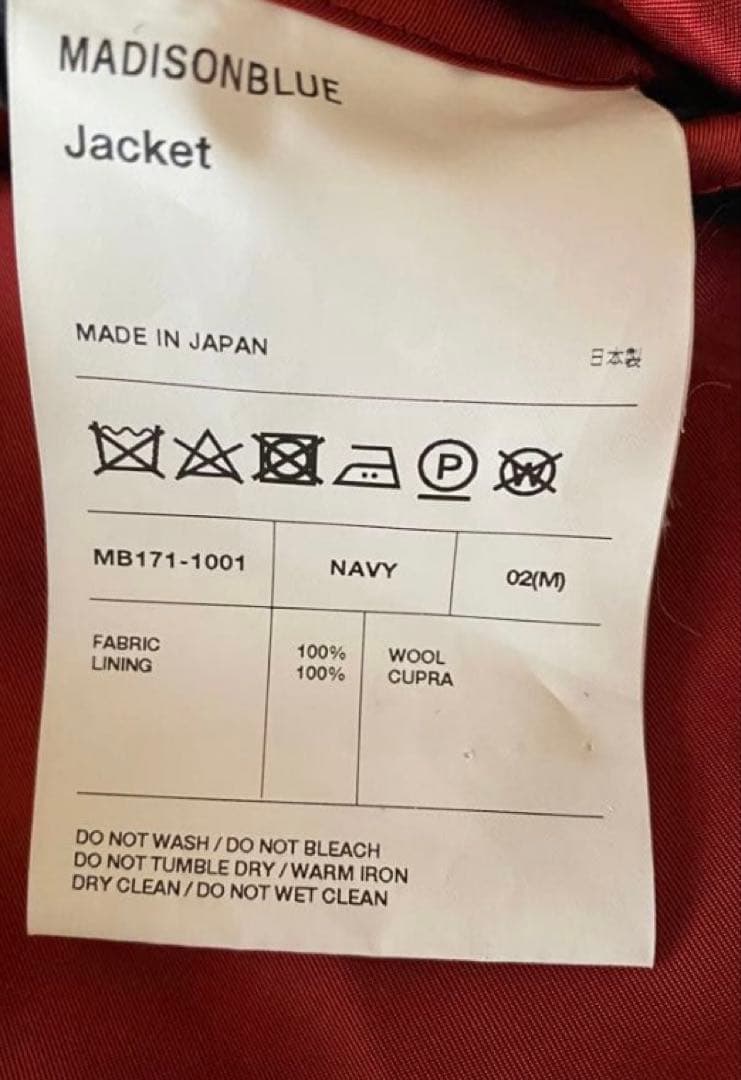 MADISONBLUE
Jacket
MADE IN JAPAN 日本製
P W
MB171-1001 NAVY 02(M)
FABRIC 100% WOOL
LINING 100% CUPRA
DO NOT WASH / DO NOT BLEACH
DO NOT TUMBLE DRY / WARM IRON
DRY CLEAN / DO NOT WET CLEAN